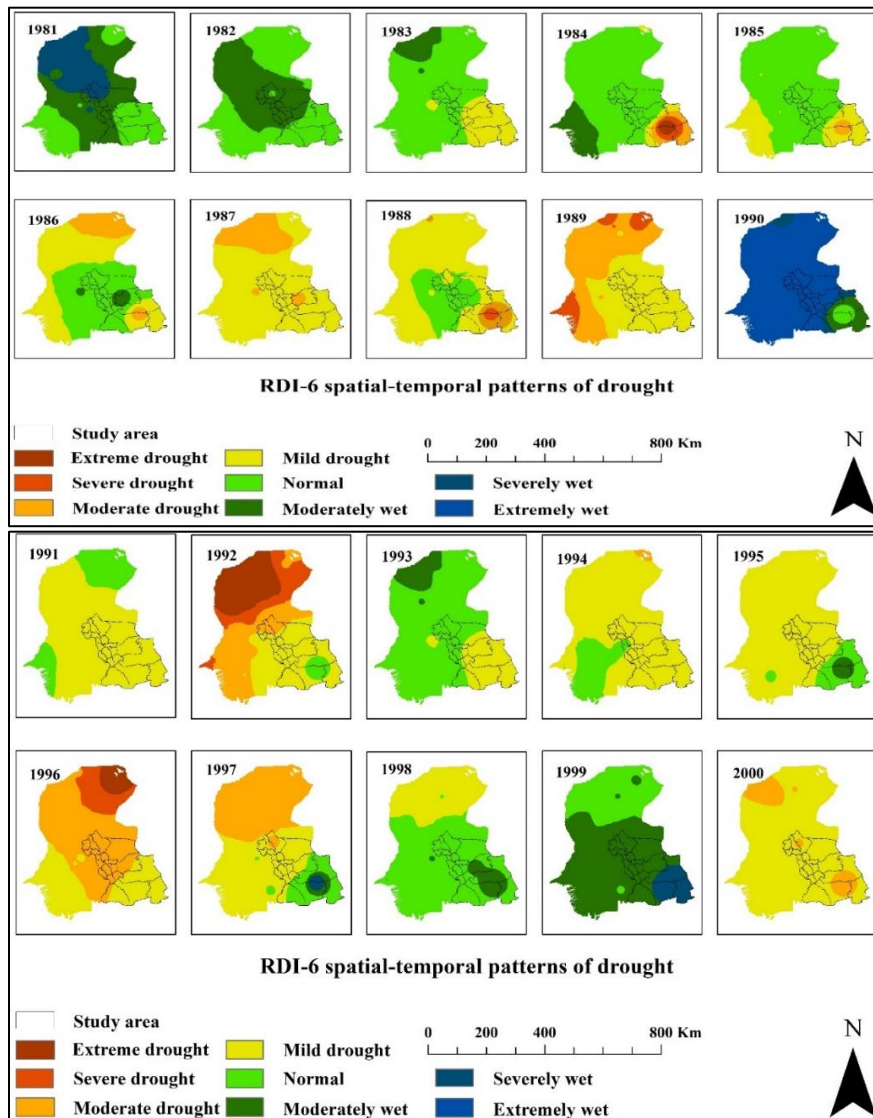 1981 1982 1983 1984 1985
1986 1987 1988 1989 1990
RDI-6 spatial-temporal patterns of drought
Study area
Extreme drought Mild drought
Severe drought Normal Severely wet
Moderate drought Moderately wet Extremely wet
0 200 400 800 Km
N
1991 1992 1993 1994 1995
1996 1997 1998 1999 2000
RDI-6 spatial-temporal patterns of drought
Study area
Extreme drought Mild drought
Severe drought Normal Severely wet
Moderate drought Moderately wet Extremely wet
0 200 400 800 Km
N